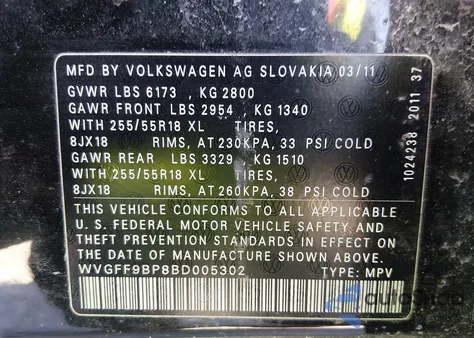 MFD BY VOLKSWAGEN AG SLOVAKIA 03/11
GVWR LBS 6173 , KG 2800
GAWR FRONT LBS 2954 , KG 1340
WITH 255/55R18 XL TIRES,
8JX18 RIMS, AT 230KPA, 33 PSI COLD
GAWR REAR LBS 3329 , KG 1510
WITH 255/55R18 XL TIRES,
8JX18 RIMS, AT 260KPA, 38 PSI COLD
THIS VEHICLE CONFORMS TO ALL APPLICABLE
U.S. FEDERAL MOTOR VEHICLE SAFETY AND
THEFT PREVENTION STANDARDS IN EFFECT ON THE
DATE OF MANUFACTURE SHOWN ABOVE.
WVGFF9BP8BD005302 TYPE: MPV
1024238 2011 37